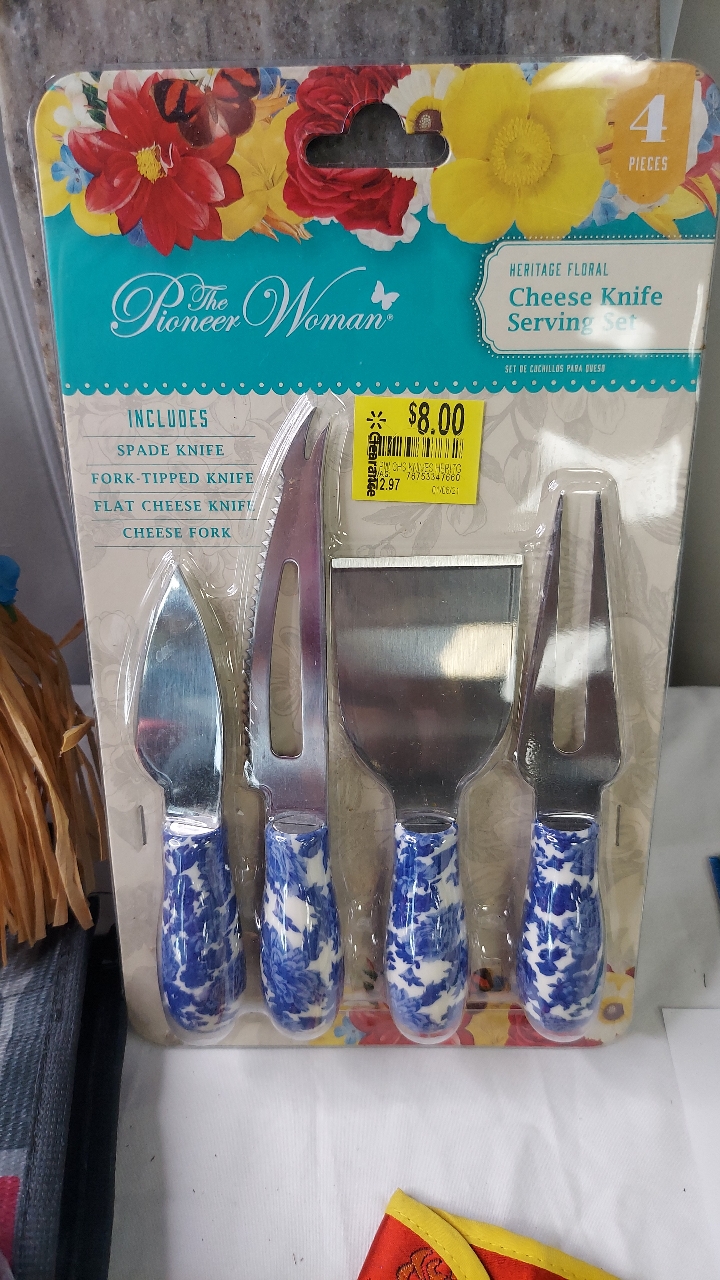 4
PIECES
The
Pioneer Woman®
HERITAGE FLORAL
Cheese Knife
Serving Set
SET DE CUCHILLOS PARA QUESO
INCLUDES
SPADE KNIFE
FORK-TIPPED KNIFE
FLAT CHEESE KNIFE
CHEESE FORK
$8.00
Clearance
2.97